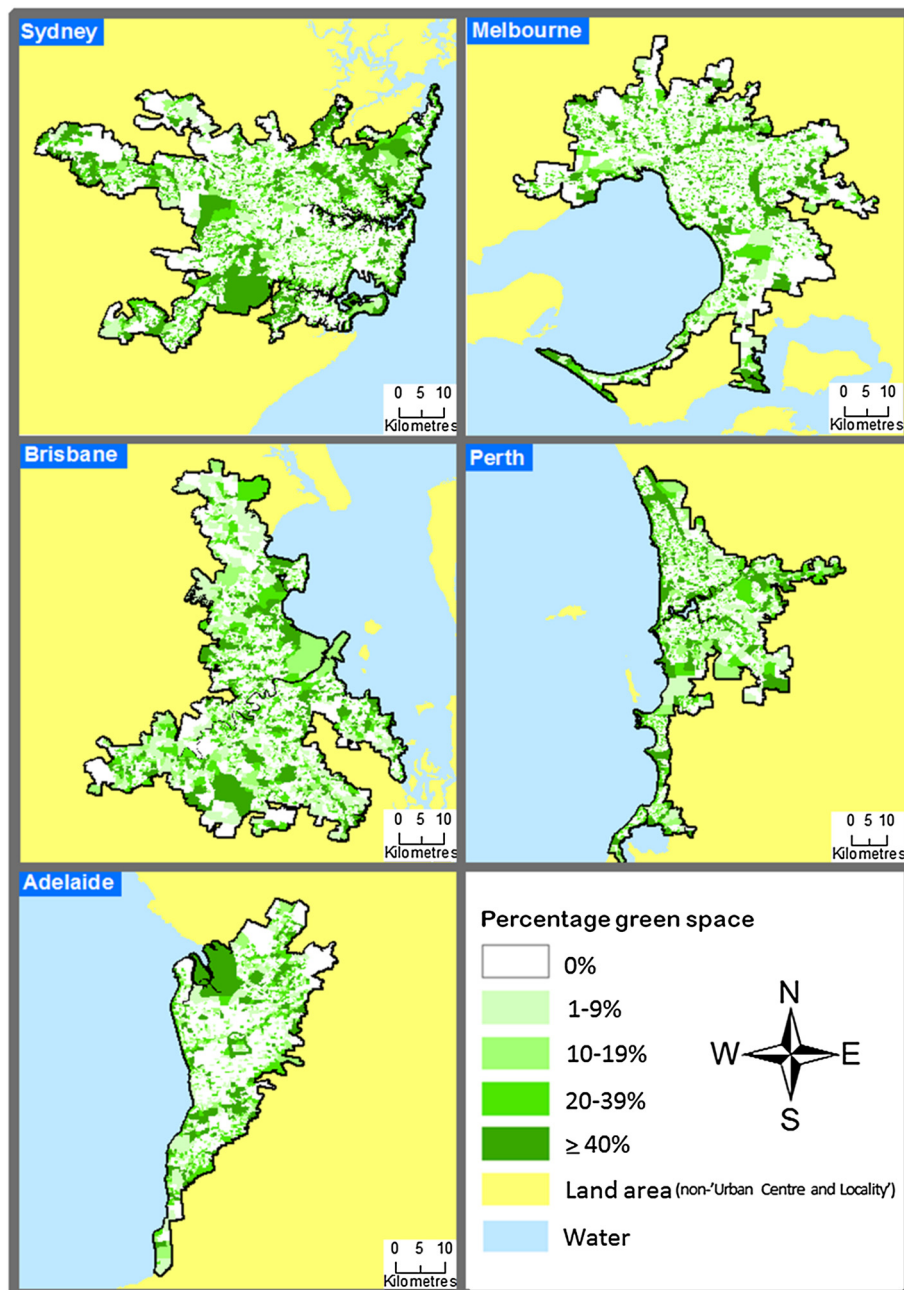 Sydney
0 5 10
Kilometres
Melbourne
0 5 10
Kilometres
Brisbane
0 5 10
Kilometres
Perth
0 5 10
Kilometres
Adelaide
0 5 10
Kilometres
Percentage green space
0%
1-9%
10-19%
20-39%
≥ 40%
Land area (non-'Urban Centre and Locality')
Water
N
W E
S